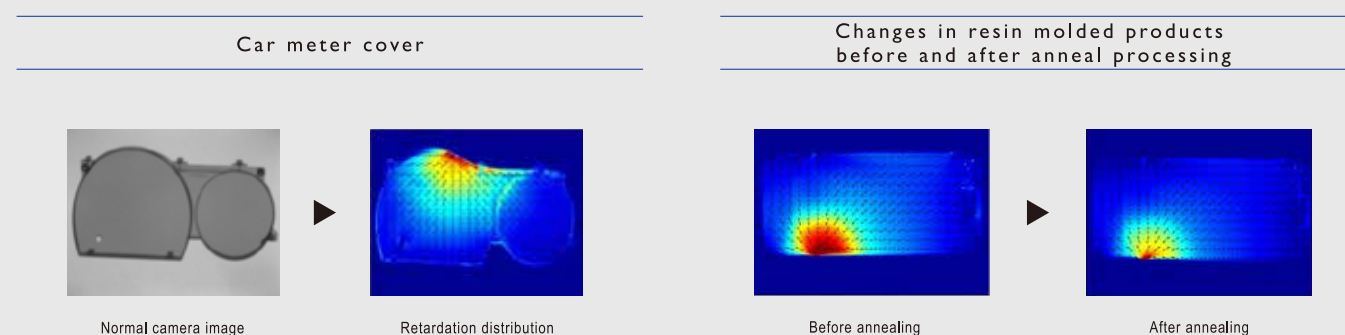 Car meter cover
Changes in resin molded products
before and after anneal processing
Normal camera image
Retardation distribution
Before annealing
After annealing